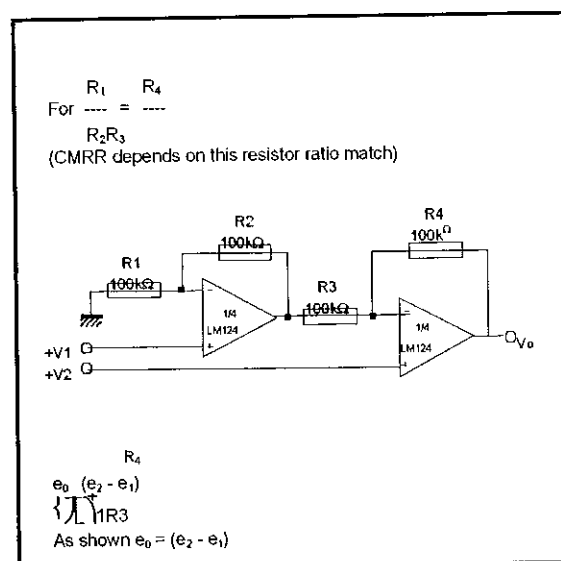 R1 R4
For ---- = ----
R2R3
(CMRR depends on this resistor ratio match)
R4
R2 100kΩ
100kΩ
R1 R3
100kΩ 100kΩ
1/4 1/4
LM124 LM124
+V1
+V2
Vo
R4
e0 (e2 - e1)
1R3
As shown e0 = (e2 - e1)